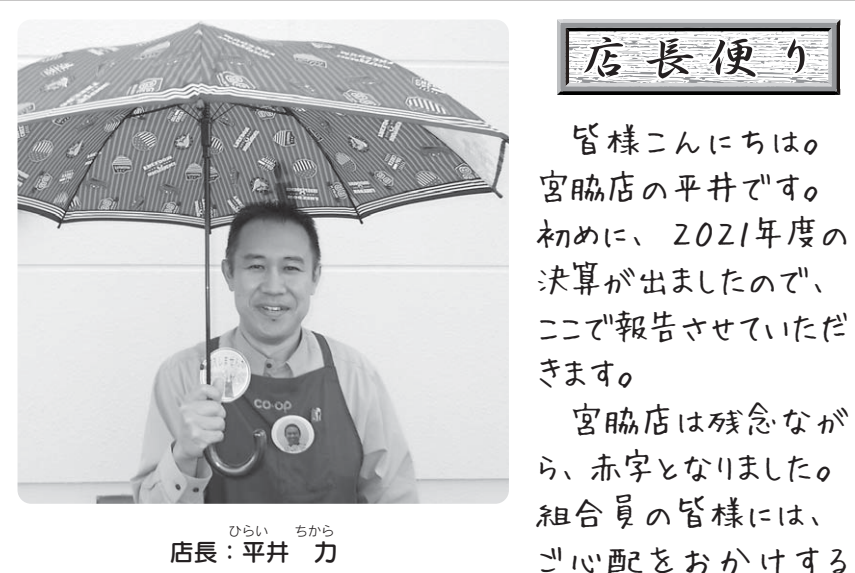 店長便り
皆様こんにちは。
宮脇店の平井です。
初めに、2021年度の
決算が出ましたので、
ここで報告させていただ
きます。
宮脇店は残念なが
ら、赤字となりました。
組合員の皆様には、
ご心配をおかけする
co-op
ひらい ちから
店長：平井 力